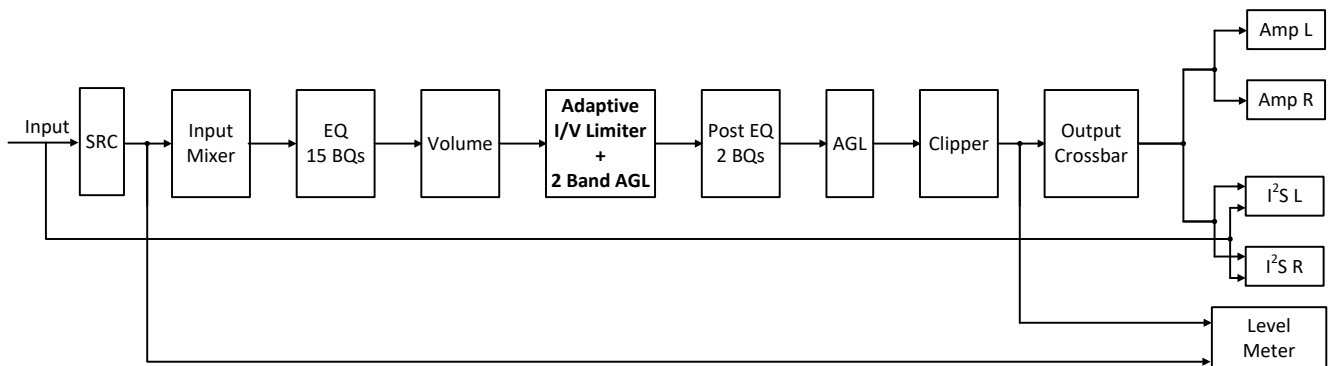 Input
SRC
Input
Mixer
EQ
15 BQs
Volume
Adaptive
I/V Limiter
+
2 Band AGL
Post EQ
2 BQs
AGL
Clipper
Output
Crossbar
Amp L
Amp R
I²S L
I²S R
Level
Meter